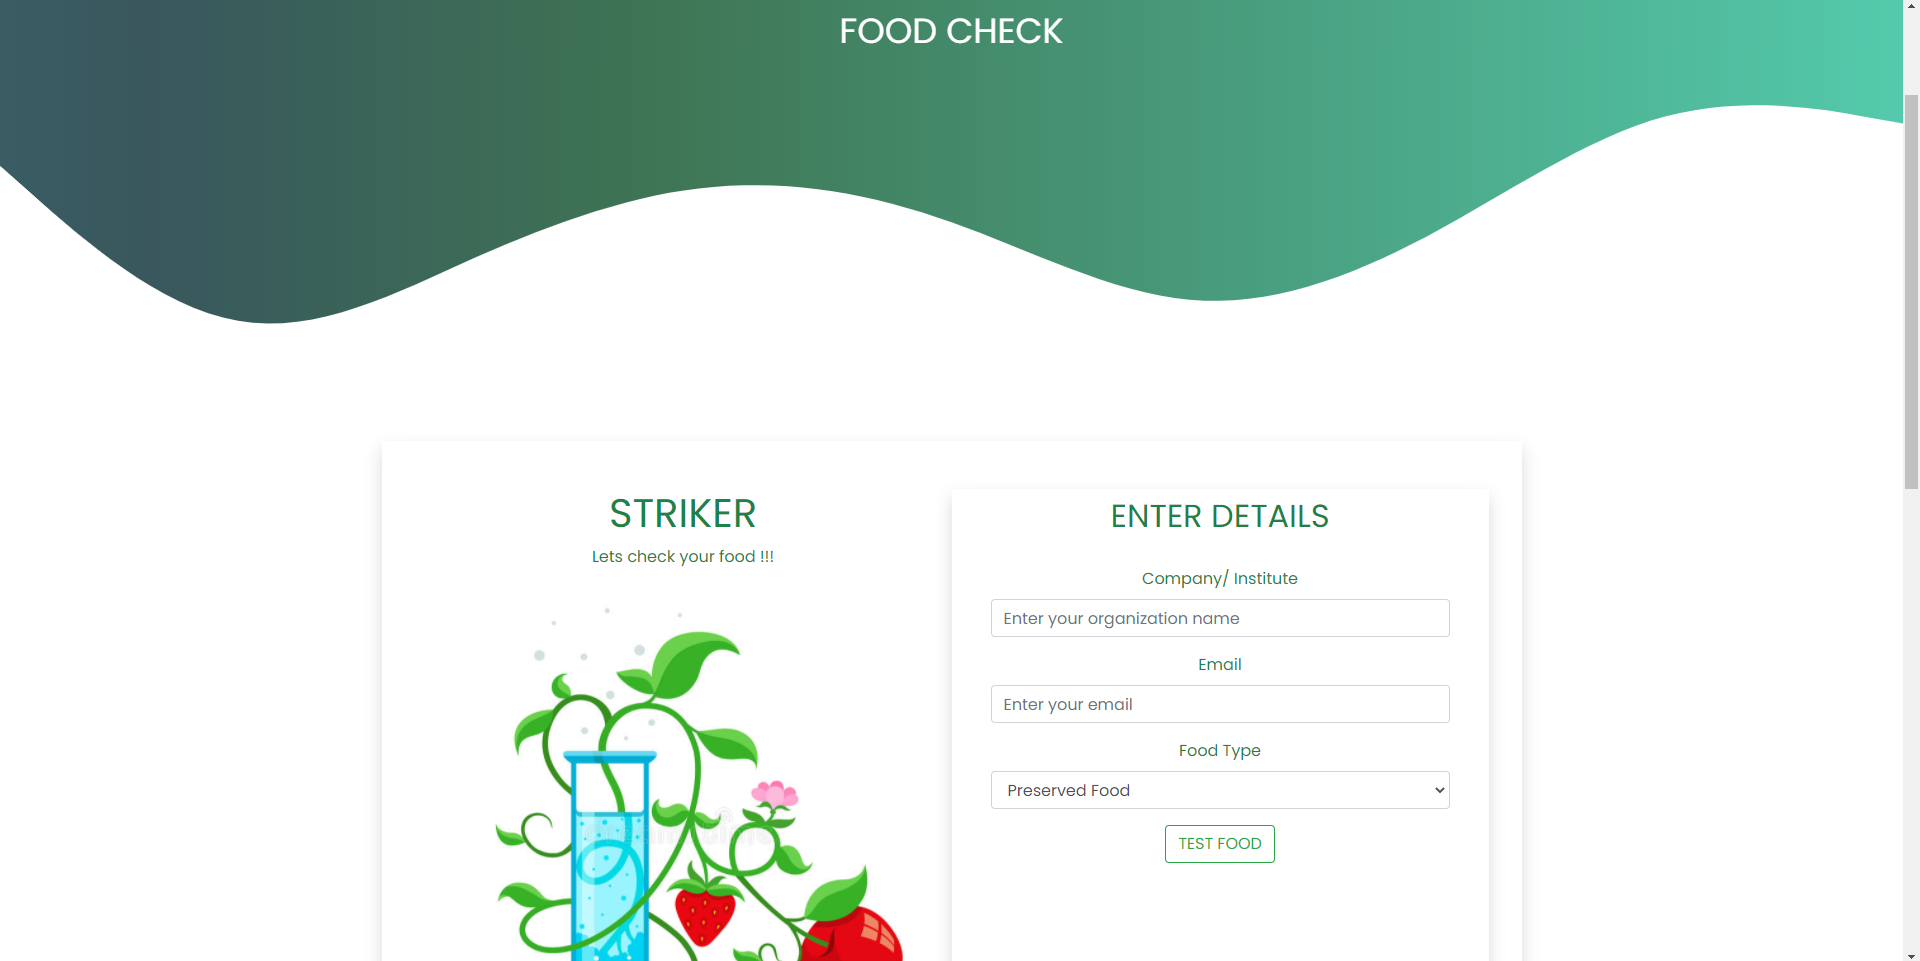 FOOD CHECK
STRIKER
Lets check your food !!!
ENTER DETAILS
Company/ Institute
Enter your organization name
Email
Enter your email
Food Type
Preserved Food
TEST FOOD